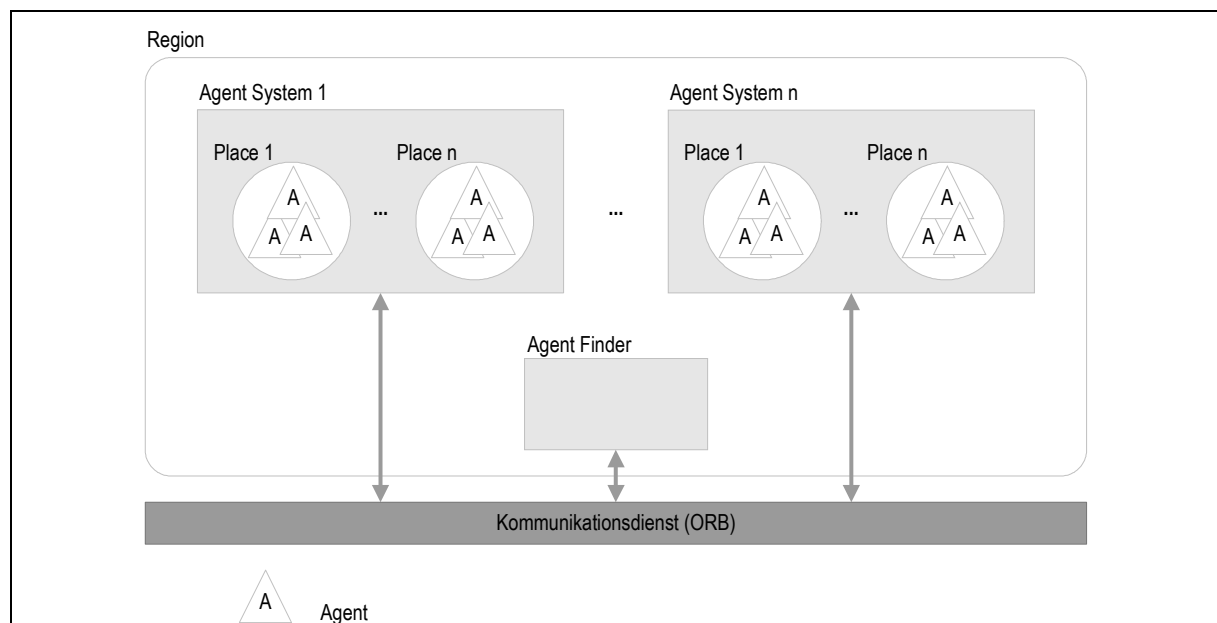 Region
Agent System 1
Agent System n
Place 1
Place n
Place 1
Place n
A
A
A
A
...
...
...
A A
A A
A A
A A
Agent Finder
Kommunikationsdienst (ORB)
A
Agent